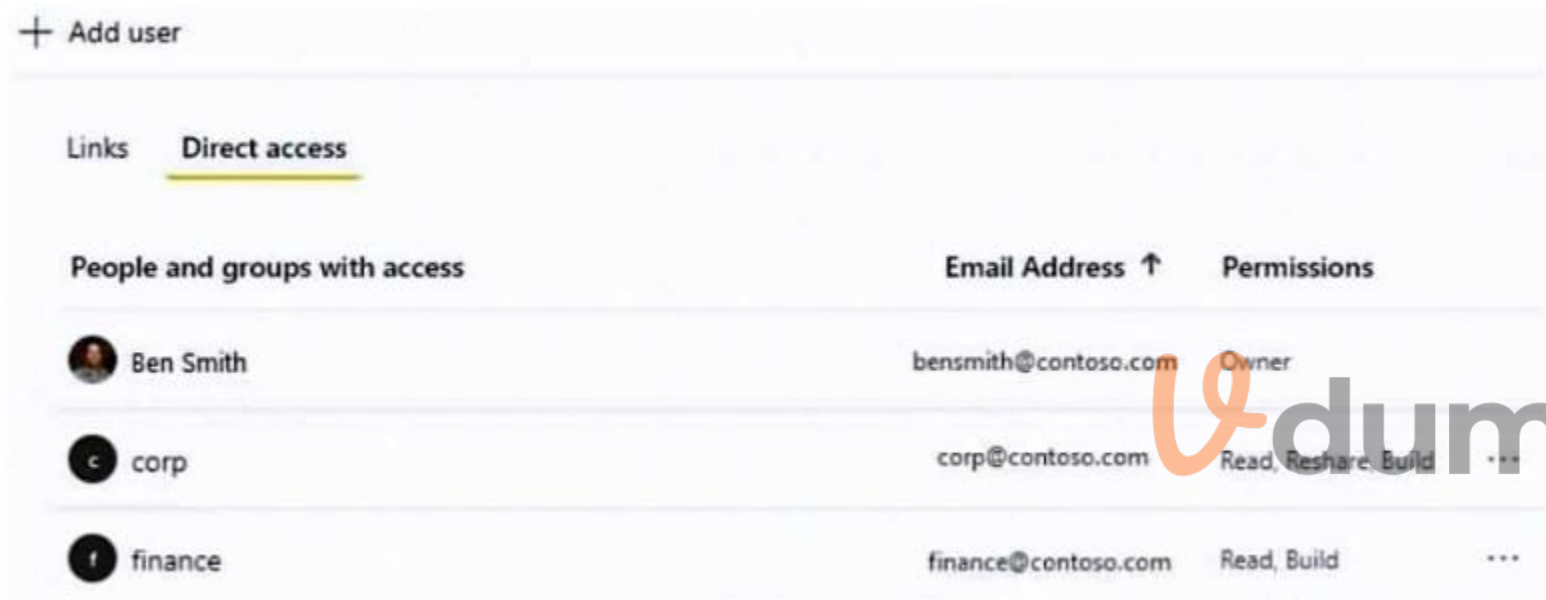 + Add user
Links Direct access
People and groups with access Email Address ↑ Permissions
Ben Smith bensmith@contoso.com Owner
c corp corp@contoso.com Read, Reshare, Build ...
f finance finance@contoso.com Read, Build ...
dum